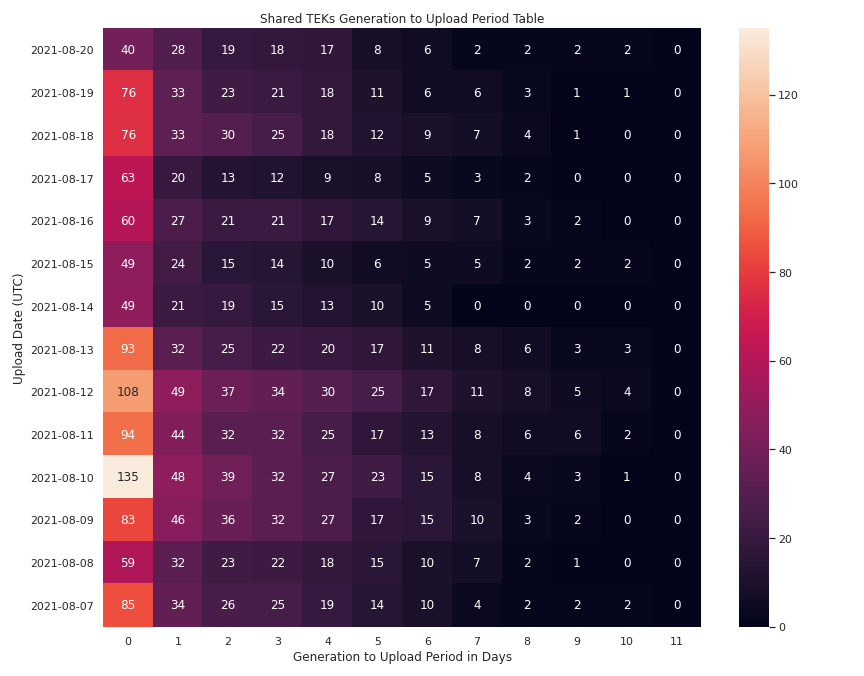 Shared TEKs Generation to Upload Period Table
Upload Date (UTC)
2021-08-20 40 28 19 18 17 8 6 2 2 2 2 0
2021-08-19 76 33 23 21 18 11 6 6 3 1 1 0
2021-08-18 76 33 30 25 18 12 9 7 4 1 0 0
2021-08-17 63 20 13 12 9 8 5 3 2 0 0 0
2021-08-16 60 27 21 21 17 14 9 7 3 2 0 0
2021-08-15 49 24 15 14 10 6 5 5 2 2 2 0
2021-08-14 49 21 19 15 13 10 5 0 0 0 0 0
2021-08-13 93 32 25 22 20 17 11 8 6 3 3 0
2021-08-12 108 49 37 34 30 25 17 11 8 5 4 0
2021-08-11 94 44 32 32 25 17 13 8 6 6 2 0
2021-08-10 135 48 39 32 27 23 15 8 4 3 1 0
2021-08-09 83 46 36 32 27 17 15 10 3 2 0 0
2021-08-08 59 32 23 22 18 15 10 7 2 1 0 0
2021-08-07 85 34 26 25 19 14 10 4 2 2 2 0
0 1 2 3 4 5 6 7 8 9 10 11
Generation to Upload Period in Days
120
100
80
60
40
20
0